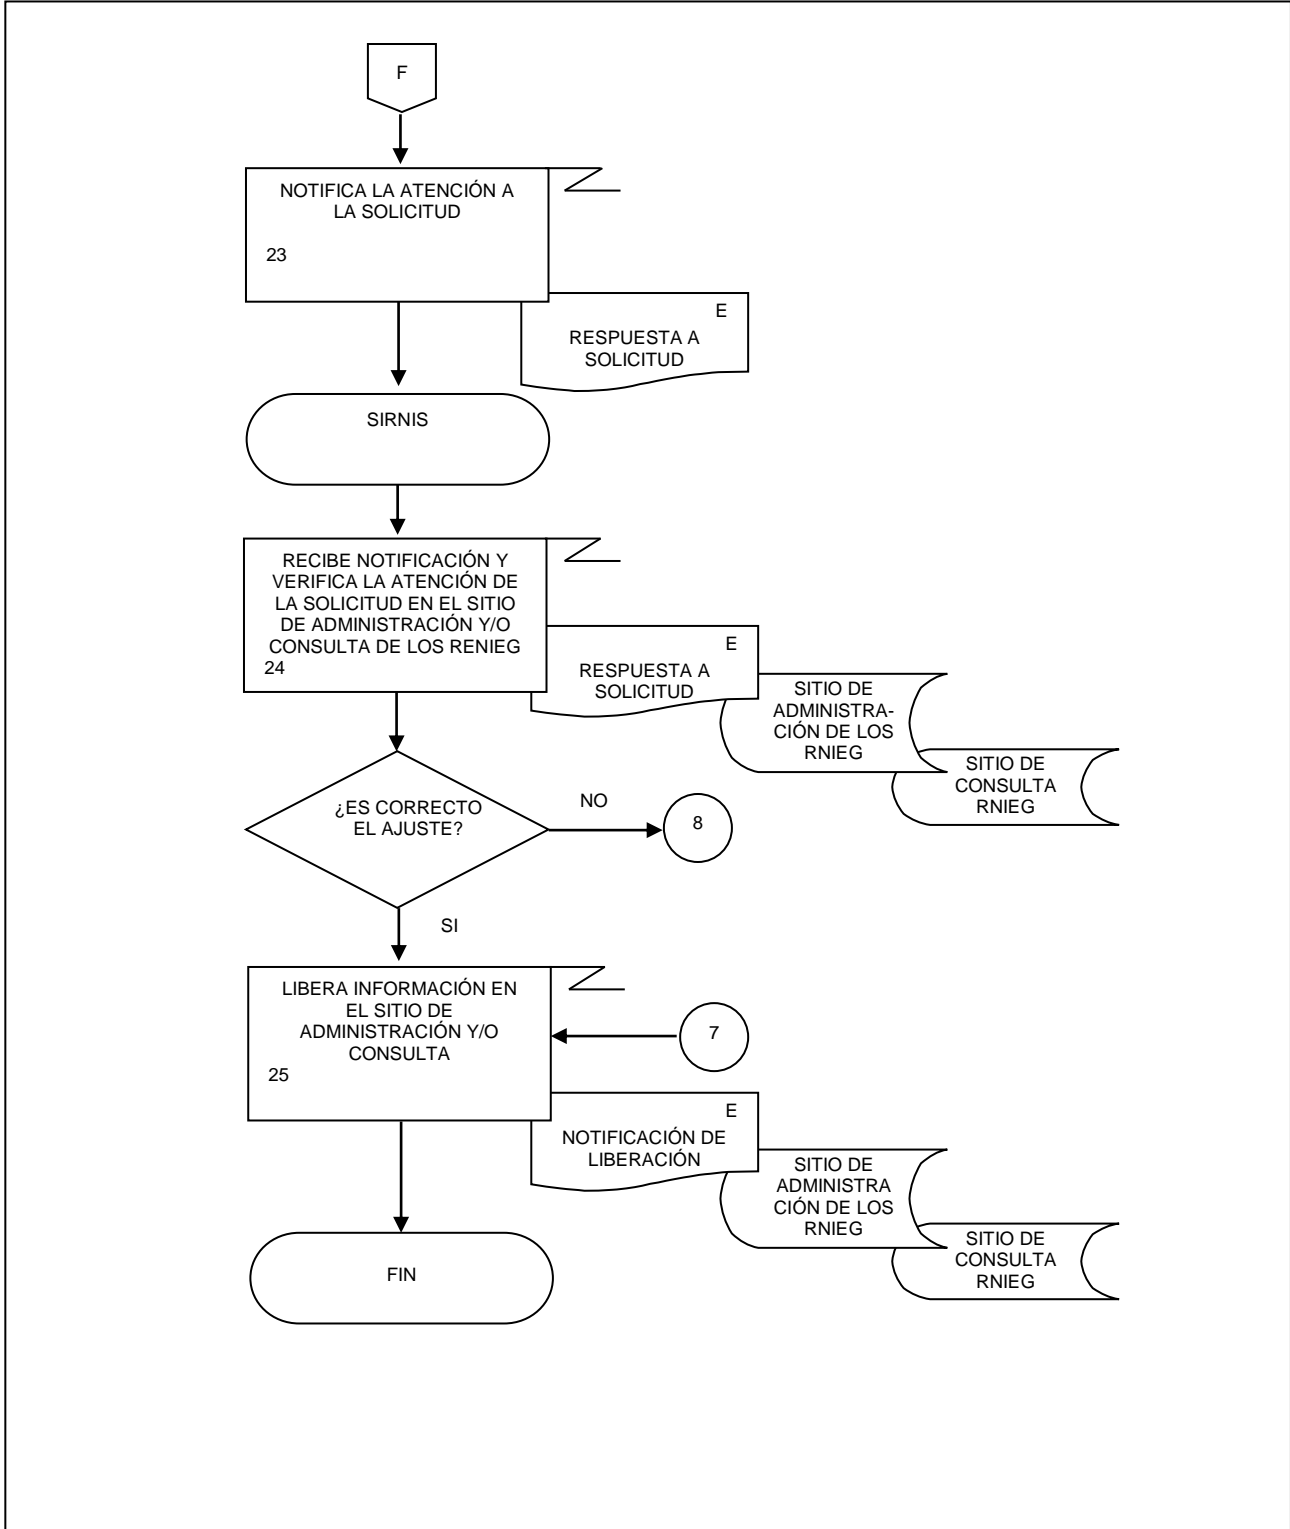 F
NOTIFICA LA ATENCIÓN A
LA SOLICITUD
23
E
RESPUESTA A
SOLICITUD
SIRNIS
RECIBE NOTIFICACIÓN Y
VERIFICA LA ATENCIÓN DE
LA SOLICITUD EN EL SITIO
DE ADMINISTRACIÓN Y/O
CONSULTA DE LOS RENIEG
24
E
RESPUESTA A
SOLICITUD
SITIO DE
ADMINISTRA-
CIÓN DE LOS
RNIEG
SITIO DE
CONSULTA
RNIEG
¿ES CORRECTO
EL AJUSTE?
NO
8
SI
LIBERA INFORMACIÓN EN
EL SITIO DE
ADMINISTRACIÓN Y/O
CONSULTA
25
7
E
NOTIFICACIÓN DE
LIBERACIÓN
SITIO DE
ADMINISTRA
CIÓN DE LOS
RNIEG
SITIO DE
CONSULTA
RNIEG
FIN